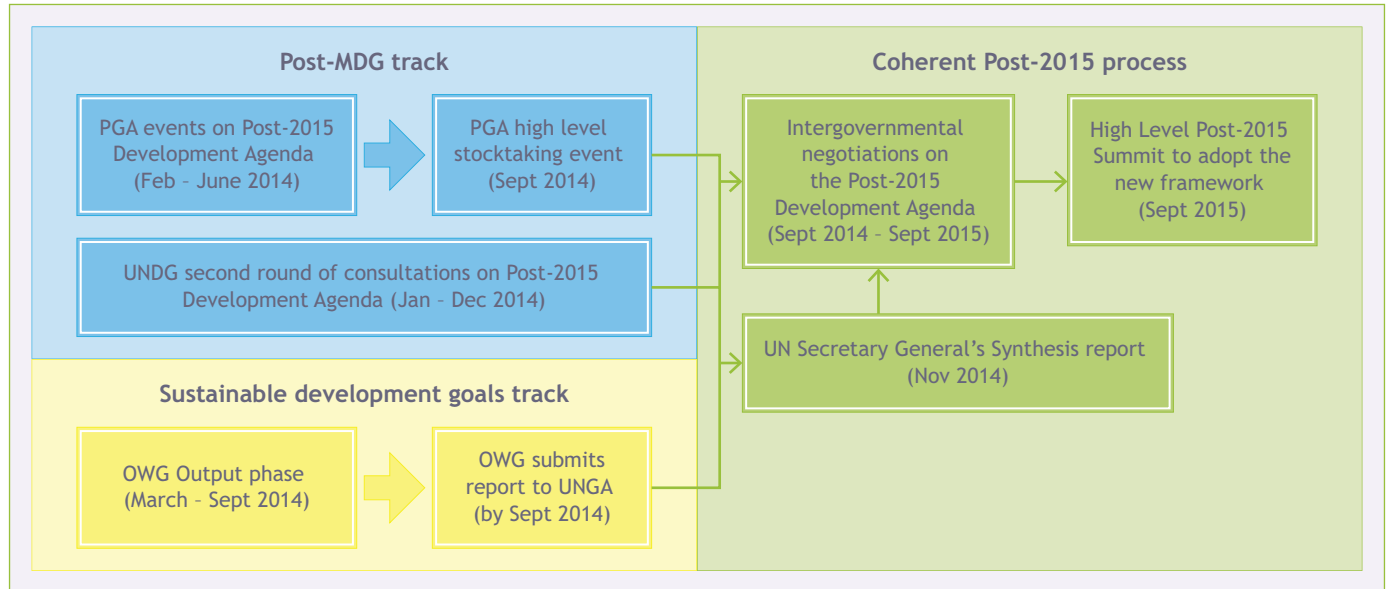 Post-MDG track
PGA events on Post-2015
Development Agenda
(Feb – June 2014)
PGA high level
stocktaking event
(Sept 2014)
UNDG second round of consultations on Post-2015
Development Agenda (Jan – Dec 2014)
Sustainable development goals track
OWG Output phase
(March – Sept 2014)
OWG submits
report to UNGA
(by Sept 2014)
Coherent Post-2015 process
Intergovernmental
negotiations on
the Post-2015
Development Agenda
(Sept 2014 – Sept 2015)
High Level Post-2015
Summit to adopt the
new framework
(Sept 2015)
UN Secretary General’s Synthesis report
(Nov 2014)